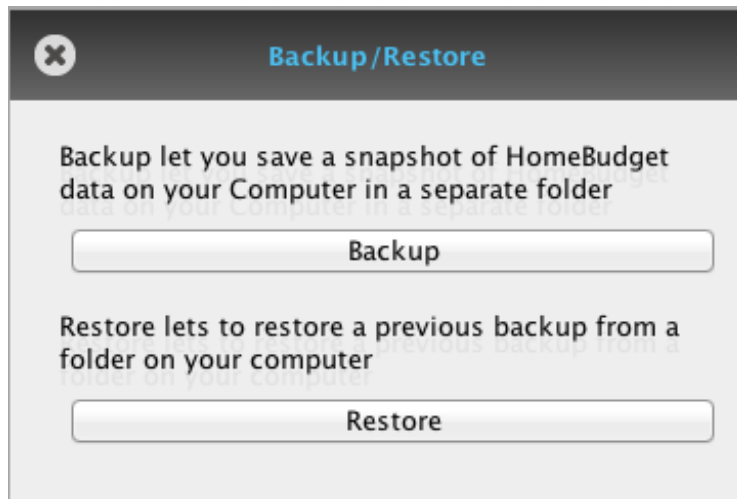 Backup/Restore
Backup let you save a snapshot of HomeBudget
data on your Computer in a separate folder
Backup
Restore lets to restore a previous backup from a
folder on your computer
Restore